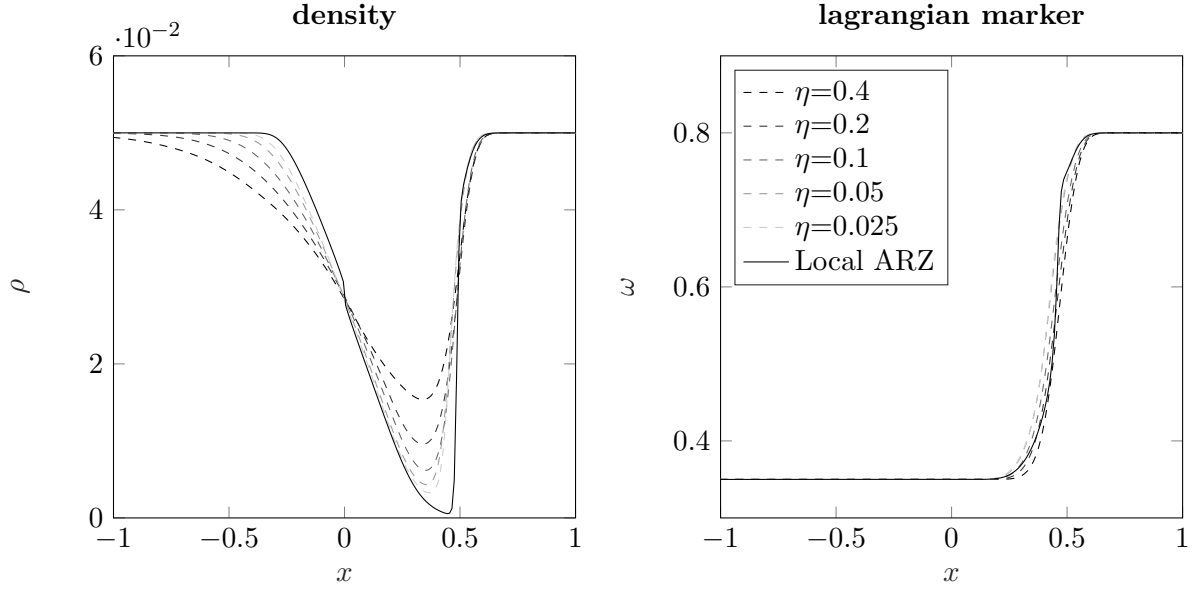 density
·10−2
6
4
2
0
−1 −0.5 0 0.5 1
ρ
x
lagrangian marker
η=0.4
η=0.2
η=0.1
η=0.05
η=0.025
Local ARZ
0.8
0.6
0.4
−1 −0.5 0 0.5 1
ω
x